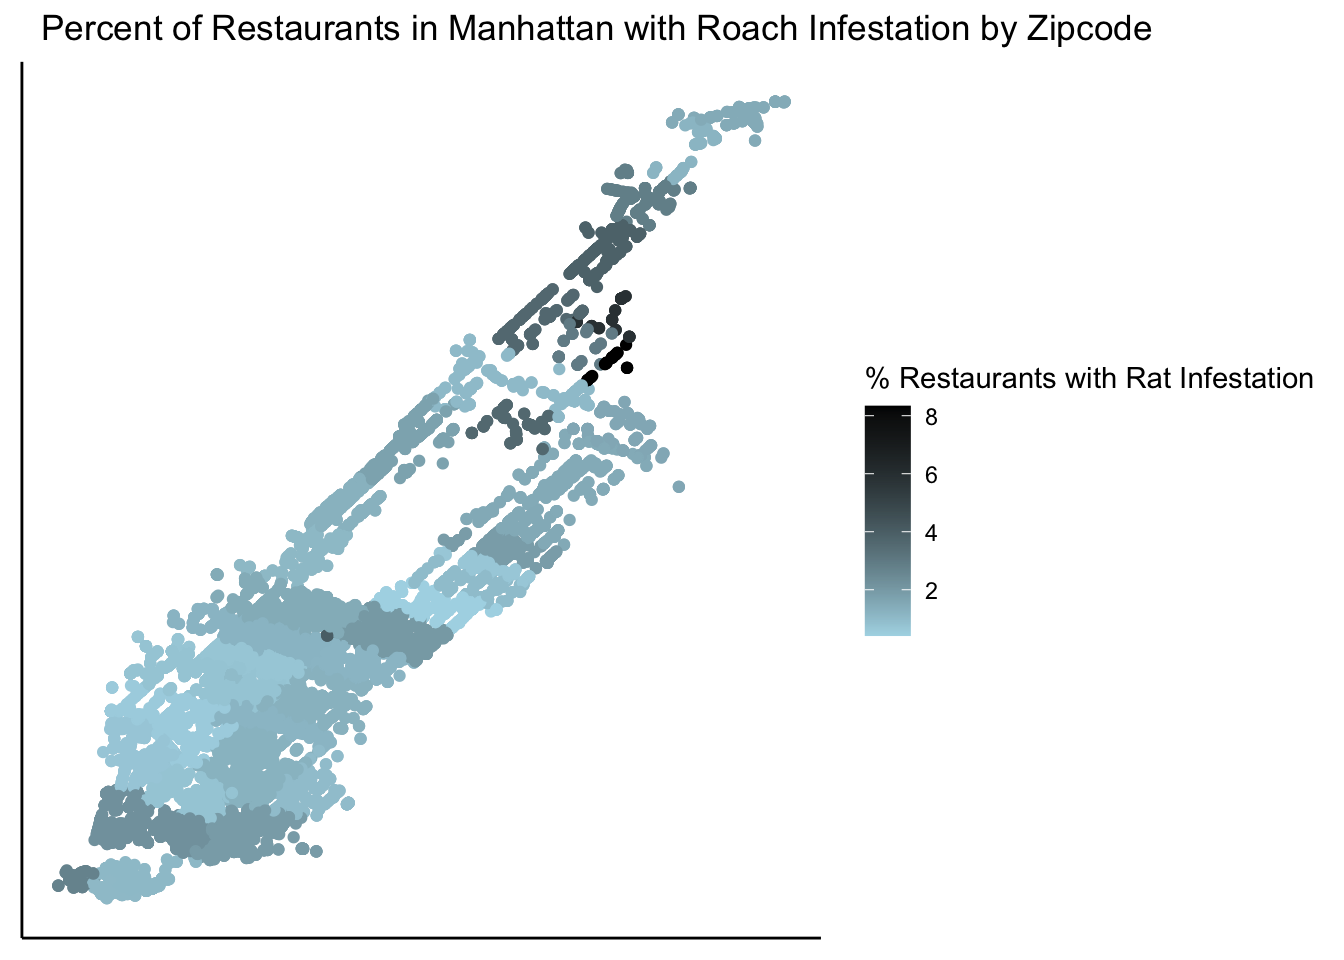 Percent of Restaurants in Manhattan with Roach Infestation by Zipcode
% Restaurants with Rat Infestation
8
6
4
2